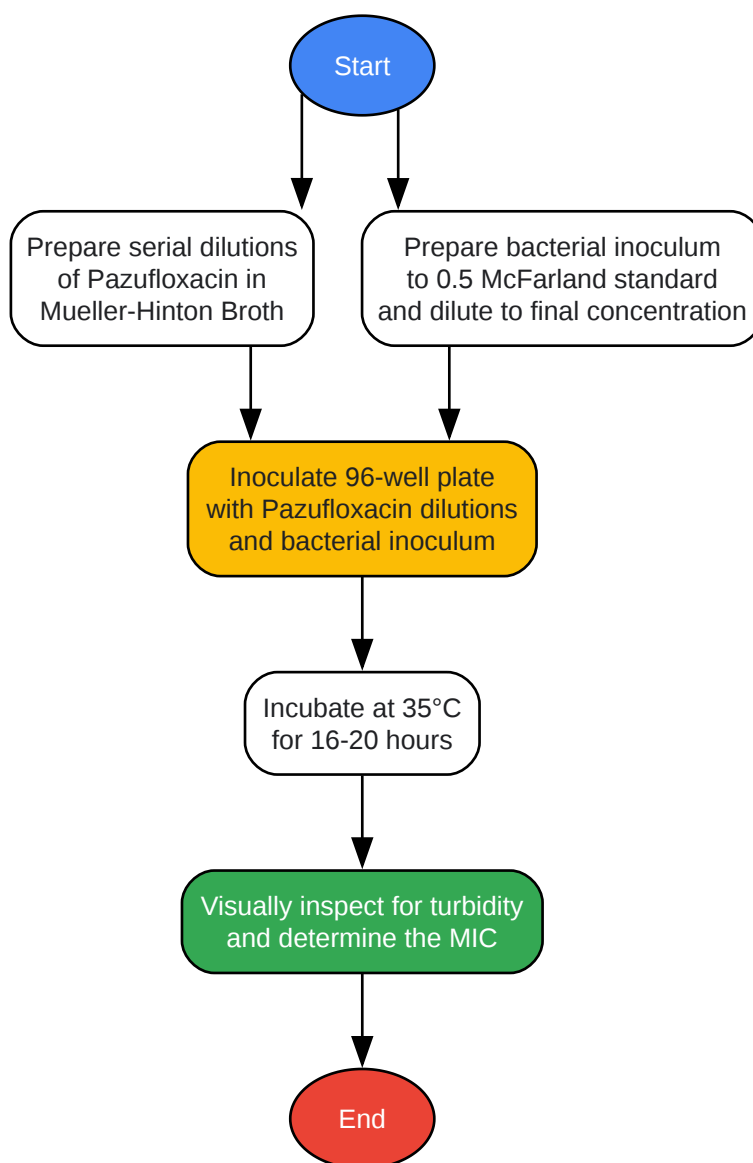 Start
Prepare serial dilutions
of Pazufloxacin in
Mueller-Hinton Broth
Prepare bacterial inoculum
to 0.5 McFarland standard
and dilute to final concentration
Inoculate 96-well plate
with Pazufloxacin dilutions
and bacterial inoculum
Incubate at 35°C
for 16-20 hours
Visually inspect for turbidity
and determine the MIC
End